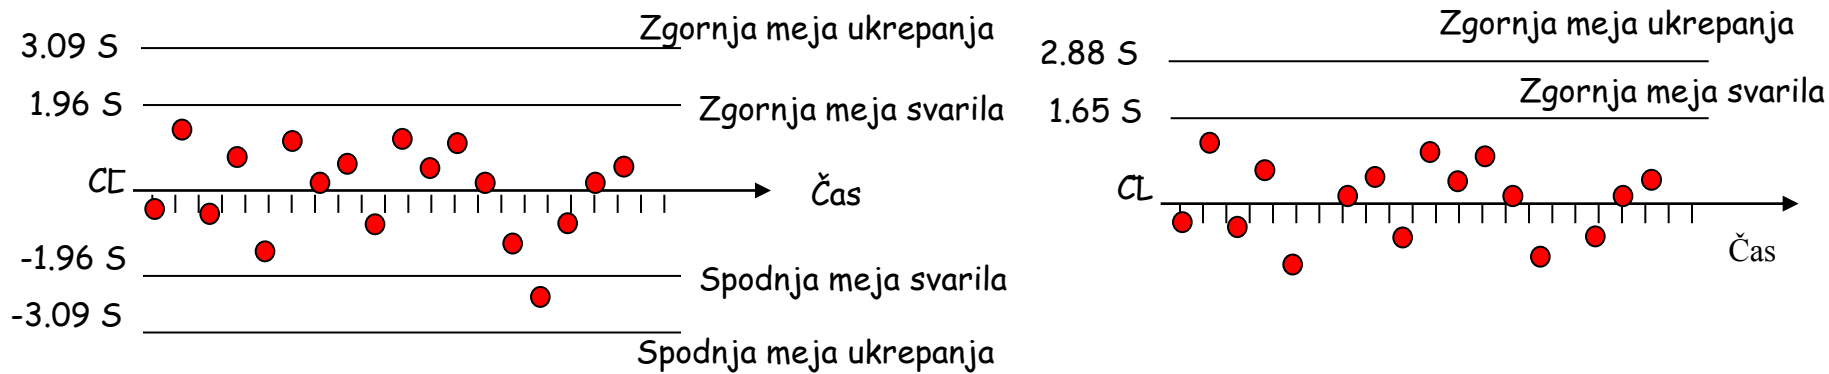 Zgornja meja ukrepanja
3.09 S
1.96 S
Zgornja meja svarila
CL
Čas
-1.96 S
Spodnja meja svarila
-3.09 S
Spodnja meja ukrepanja
Zgornja meja ukrepanja
2.88 S
Zgornja meja svarila
1.65 S
CL
Čas